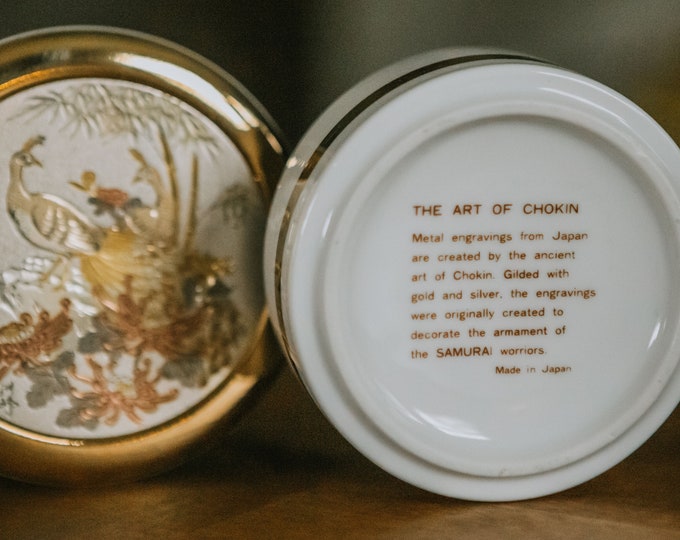 THE ART OF CHOKIN
Metal engravings from Japan
are created by the ancient
art of Chokin. Gilded with
gold and silver, the engravings
were originally created to
decorate the armament of
the SAMURAI worriors.
Made in Japan